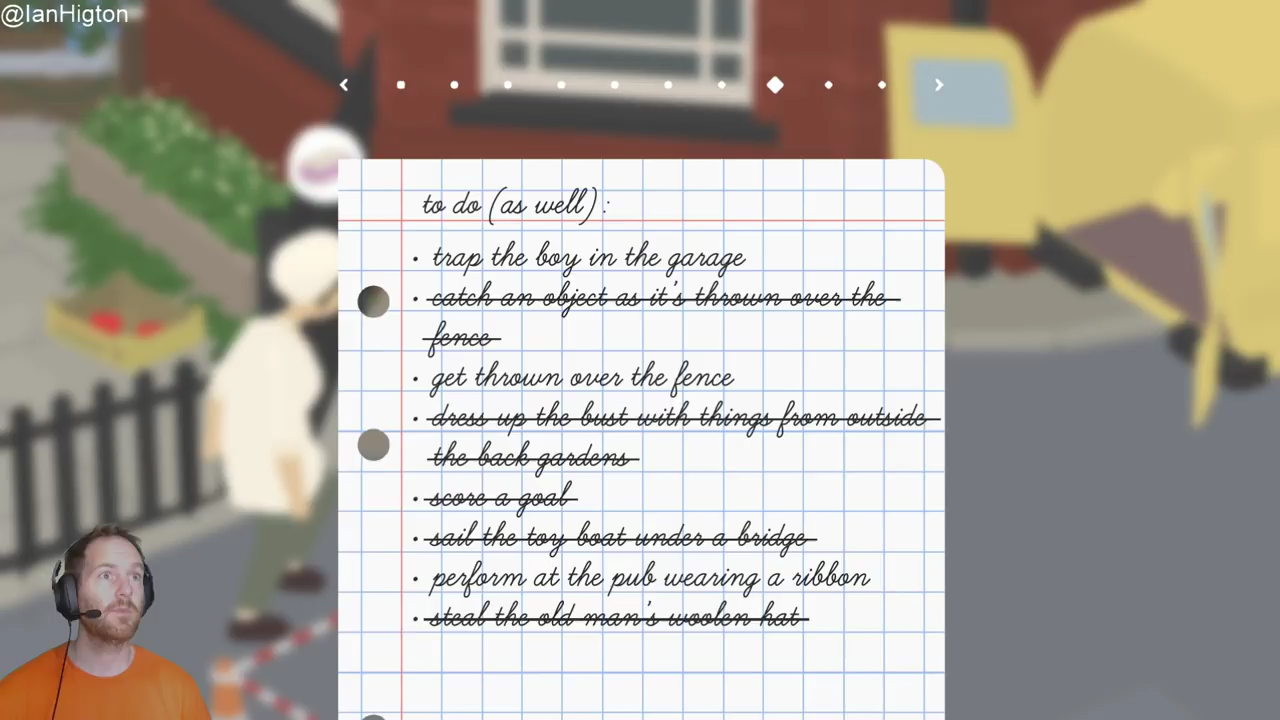 @IanHigton
to do (as well):
• trap the boy in the garage
• catch an object as it's thrown over the
fence
• get thrown over the fence
• dress up the bust with things from outside
the back gardens
• score a goal
• sail the toy boat under a bridge
• perform at the pub wearing a ribbon
• steal the old man's woolen hat